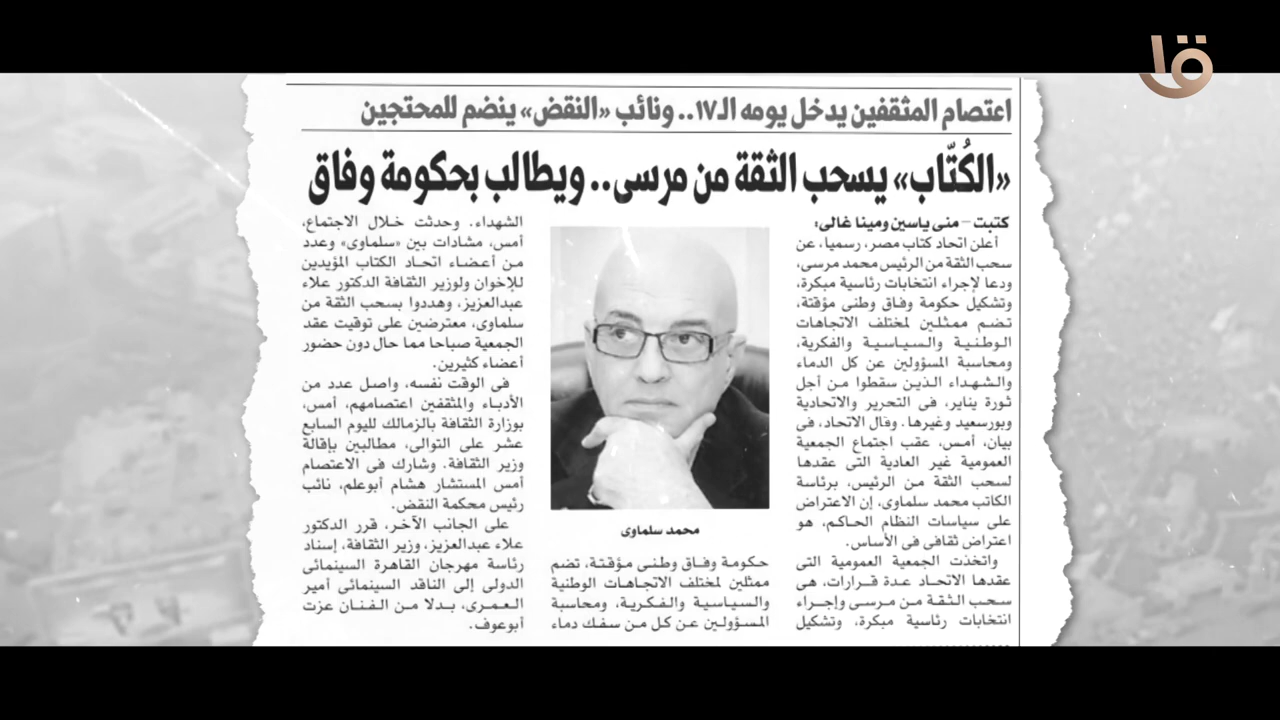 اعتصام المثقفين يدخل يومه الـ١٧.. ونائب «النقض» ينضم للمحتجين
«الكُتّاب» يسحب الثقة من مرسى.. ويطالب بحكومة وفاق
كتبت - منى ياسين ومينا غالى:
أعلن اتحاد كتاب مصر، رسميا، عن
سحب الثقة من الرئيس محمد مرسى،
ودعا لإجراء انتخابات رئاسية مبكرة،
وتشكيل حكومة وفاق وطنى مؤقتة،
تضم ممثلين لمختلف الاتجاهات
الوطنية والسياسية والفكرية،
ومحاسبة المسؤولين عن كل الدماء
والشهداء الذين سقطوا من أجل
ثورة يناير، فى التحرير والاتحادية
وبورسعيد وغيرها. وقال الاتحاد، فى
بيان، أمس، عقب اجتماع الجمعية
العمومية غير العادية التى عقدها
لسحب الثقة من الرئيس، برئاسة
الكاتب محمد سلماوى، إن الاعتراض
على سياسات النظام الحاكم، هو
اعتراض ثقافى فى الأساس.
واتخذت الجمعية العمومية التى
عقدها الاتحاد عدة قرارات، هى
سحب الثقة من مرسى وإجراء
انتخابات رئاسية مبكرة، وتشكيل
محمد سلماوى
حكومة وفاق وطنى مؤقتة، تضم
ممثلين لمختلف الاتجاهات الوطنية
والسياسية والفكرية، ومحاسبة
المسؤولين عن كل من سفك دماء
الشهداء. وحدثت خلال الاجتماع،
أمس، مشادات بين «سلماوى» وعدد
من أعضاء اتحاد الكتاب المؤيدين
للإخوان ولوزير الثقافة الدكتور علاء
عبدالعزيز، وهددوا بسحب الثقة من
سلماوى، معترضين على توقيت عقد
الجمعية صباحا مما حال دون حضور
أعضاء كثيرين.
فى الوقت نفسه، واصل عدد من
الأدباء والمثقفين اعتصامهم، أمس،
بوزارة الثقافة بالزمالك لليوم السابع
عشر على التوالى، مطالبين بإقالة
وزير الثقافة. وشارك فى الاعتصام
أمس المستشار هشام أبوعلم، نائب
رئيس محكمة النقض.
على الجانب الآخر، قرر الدكتور
علاء عبدالعزيز، وزير الثقافة، إسناد
رئاسة مهرجان القاهرة السينمائى
الدولى إلى الناقد السينمائى أمير
العمرى، بدلا من الفنان عزت
أبوعوف.